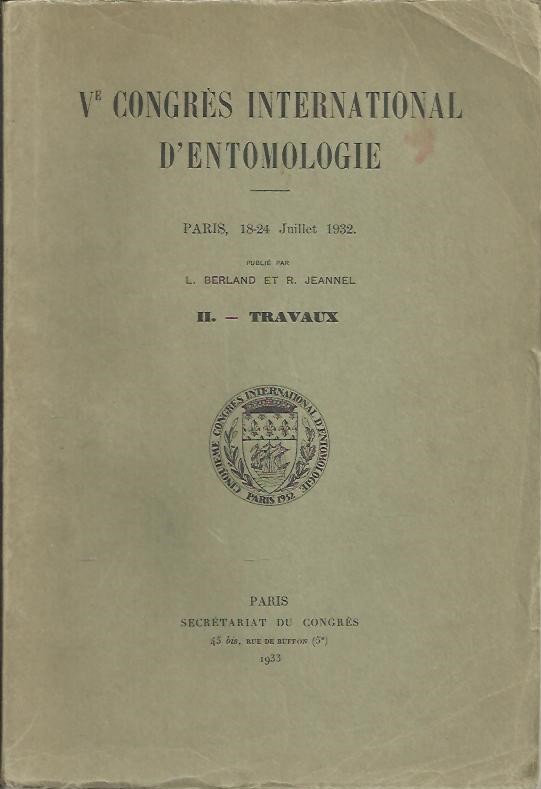 Vᴱ CONGRÈS INTERNATIONAL
D'ENTOMOLOGIE
PARIS, 18-24 Juillet 1932.
PUBLIÉ PAR
L. BERLAND ET R. JEANNEL
II. — TRAVAUX
CINQUIÈME CONGRÈS INTERNATIONAL D'ENTOMOLOGIE
PARIS 1932
PARIS
SECRÉTARIAT DU CONGRÈS
45 bis, RUE DE BUFFON (5ᵉ)
1933